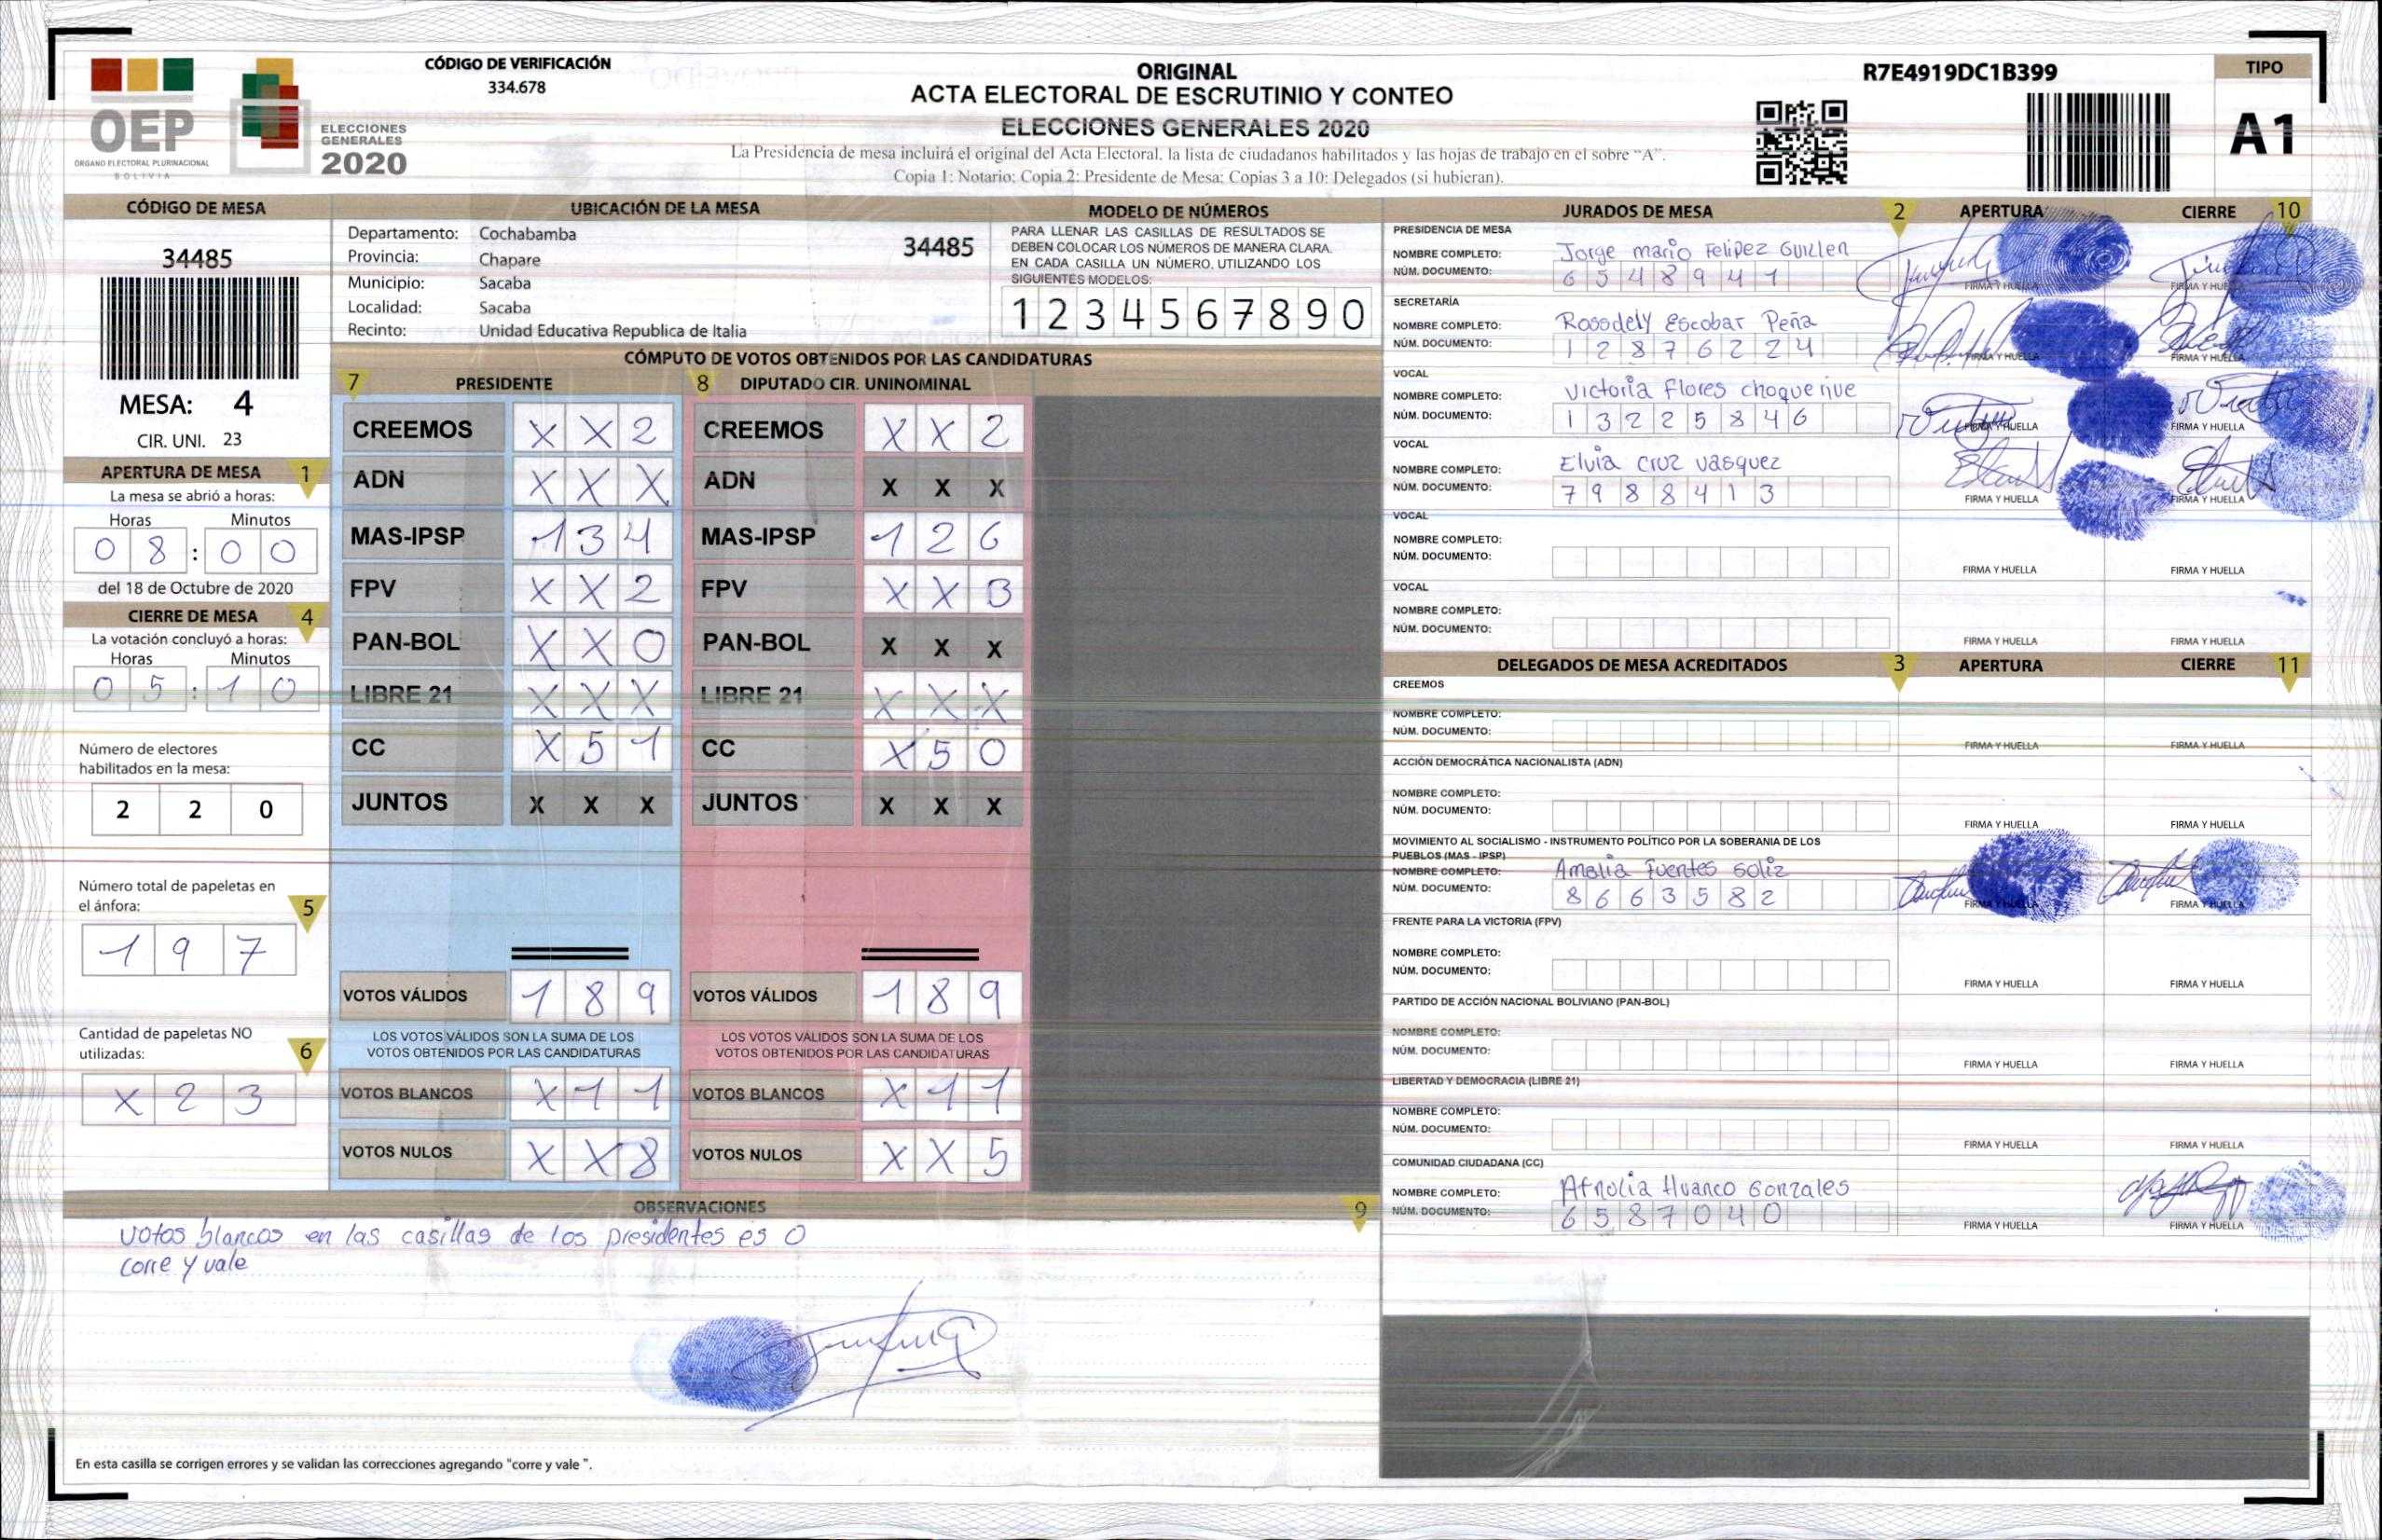 CÓDIGO DE VERIFICACIÓN
334.678
OEP
ÓRGANO ELECTORAL PLURINACIONAL
BOLIVIA
ELECCIONES
GENERALES
2020
ORIGINAL
ACTA ELECTORAL DE ESCRUTINIO Y CONTEO
ELECCIONES GENERALES 2020
La Presidencia de mesa incluirá el original del Acta Electoral, la lista de ciudadanos habilitados y las hojas de trabajo en el sobre "A".
Copia 1: Notario; Copia 2: Presidente de Mesa; Copias 3 a 10: Delegados (si hubieran).
R7E4919DC1B399
TIPO
A1
CÓDIGO DE MESA
34485
MESA: 4
CIR. UNI. 23
APERTURA DE MESA 1
La mesa se abrió a horas:
Horas Minutos
0 8 : 0 0
del 18 de Octubre de 2020
CIERRE DE MESA 4
La votación concluyó a horas:
Horas Minutos
0 5 : 1 0
Número de electores
habilitados en la mesa:
2 2 0
Número total de papeletas en
el ánfora: 5
1 9 7
Cantidad de papeletas NO
utilizadas: 6
X 2 3
UBICACIÓN DE LA MESA
Departamento: Cochabamba
Provincia: Chapare
Municipio: Sacaba
Localidad: Sacaba
Recinto: Unidad Educativa Republica de Italia
34485
MODELO DE NÚMEROS
PARA LLENAR LAS CASILLAS DE RESULTADOS SE
DEBEN COLOCAR LOS NÚMEROS DE MANERA CLARA,
EN CADA CASILLA UN NÚMERO, UTILIZANDO LOS
SIGUIENTES MODELOS:
1 2 3 4 5 6 7 8 9 0
CÓMPUTO DE VOTOS OBTENIDOS POR LAS CANDIDATURAS
7 PRESIDENTE 8 DIPUTADO CIR. UNINOMINAL
CREEMOS X X 2 CREEMOS X X 2
ADN X X X ADN X X X
MAS-IPSP 1 3 4 MAS-IPSP 1 2 6
FPV X X 2 FPV X X 3
PAN-BOL X X 0 PAN-BOL X X X
LIBRE 21 X X X LIBRE 21 X X X
CC X 5 1 CC X 5 0
JUNTOS X X X JUNTOS X X X
VOTOS VÁLIDOS 1 8 9 VOTOS VÁLIDOS 1 8 9
LOS VOTOS VÁLIDOS SON LA SUMA DE LOS LOS VOTOS VÁLIDOS SON LA SUMA DE LOS
VOTOS OBTENIDOS POR LAS CANDIDATURAS VOTOS OBTENIDOS POR LAS CANDIDATURAS
VOTOS BLANCOS X 1 1 VOTOS BLANCOS X 1 1
VOTOS NULOS X X 8 VOTOS NULOS X X 5
OBSERVACIONES 9
votos blancos en las casillas de los presidentes es 0
corre y vale
En esta casilla se corrigen errores y se validan las correcciones agregando "corre y vale ".
JURADOS DE MESA 2 APERTURA CIERRE 10
PRESIDENCIA DE MESA
NOMBRE COMPLETO: Jorge mario Felipez Guillen
NÚM. DOCUMENTO: 6 5 4 8 9 4 1
FIRMA Y HUELLA FIRMA Y HUELLA
SECRETARÍA
NOMBRE COMPLETO: Rossdely Escobar Peña
NÚM. DOCUMENTO: 1 2 8 7 6 2 2 4
FIRMA Y HUELLA FIRMA Y HUELLA
VOCAL
NOMBRE COMPLETO: Victoria Flores
NÚM. DOCUMENTO: 1 3 2 2 5 8 4 6
FIRMA Y HUELLA FIRMA Y HUELLA
VOCAL
NOMBRE COMPLETO: Elvia cruz vasquez
NÚM. DOCUMENTO: 7 9 8 8 4 1 3
FIRMA Y HUELLA FIRMA Y HUELLA
VOCAL
NOMBRE COMPLETO:
NÚM. DOCUMENTO:
FIRMA Y HUELLA FIRMA Y HUELLA
VOCAL
NOMBRE COMPLETO:
NÚM. DOCUMENTO:
FIRMA Y HUELLA FIRMA Y HUELLA
DELEGADOS DE MESA ACREDITADOS 3 APERTURA CIERRE 11
CREEMOS
NOMBRE COMPLETO:
NÚM. DOCUMENTO:
FIRMA Y HUELLA FIRMA Y HUELLA
ACCIÓN DEMOCRÁTICA NACIONALISTA (ADN)
NOMBRE COMPLETO:
NÚM. DOCUMENTO:
FIRMA Y HUELLA FIRMA Y HUELLA
MOVIMIENTO AL SOCIALISMO - INSTRUMENTO POLÍTICO POR LA SOBERANIA DE LOS
PUEBLOS (MAS - IPSP)
NOMBRE COMPLETO: Amalia Fuentes soliz
NÚM. DOCUMENTO: 8 6 6 3 5 8 2
FIRMA Y HUELLA FIRMA Y HUELLA
FRENTE PARA LA VICTORIA (FPV)
NOMBRE COMPLETO:
NÚM. DOCUMENTO:
FIRMA Y HUELLA FIRMA Y HUELLA
PARTIDO DE ACCIÓN NACIONAL BOLIVIANO (PAN-BOL)
NOMBRE COMPLETO:
NÚM. DOCUMENTO:
FIRMA Y HUELLA FIRMA Y HUELLA
LIBERTAD Y DEMOCRACIA (LIBRE 21)
NOMBRE COMPLETO:
NÚM. DOCUMENTO:
FIRMA Y HUELLA FIRMA Y HUELLA
COMUNIDAD CIUDADANA (CC)
NOMBRE COMPLETO: Huanco Gonzales
NÚM. DOCUMENTO: 6 5 8 7 0 4 0
FIRMA Y HUELLA FIRMA Y HUELLA